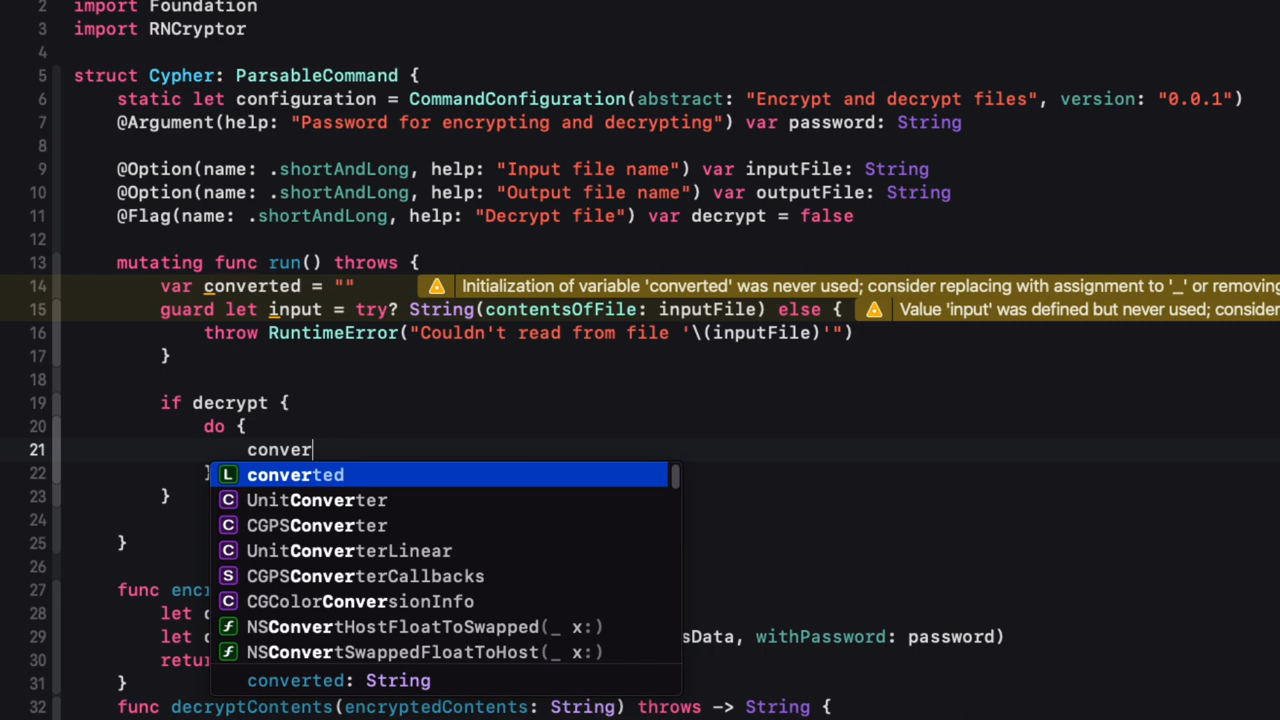 2 import Foundation
3 import RNCryptor
4
5 struct Cypher: ParsableCommand {
6 static let configuration = CommandConfiguration(abstract: "Encrypt and decrypt files", version: "0.0.1")
7 @Argument(help: "Password for encrypting and decrypting") var password: String
8
9 @Option(name: .shortAndLong, help: "Input file name") var inputFile: String
10 @Option(name: .shortAndLong, help: "Output file name") var outputFile: String
11 @Flag(name: .shortAndLong, help: "Decrypt file") var decrypt = false
12
13 mutating func run() throws {
14 var converted = "" Initialization of variable 'converted' was never used; consider replacing with assignment to '_' or removing
15 guard let input = try? String(contentsOfFile: inputFile) else { Value 'input' was defined but never used; consider
16 throw RuntimeError("Couldn't read from file '\(inputFile)'")
17 }
18
19 if decrypt {
20 do {
21 conver
22 }
L converted
23 }
C UnitConverter
24
C CGPSConverter
25 }
C UnitConverterLinear
26
S CGPSConverterCallbacks
27 func encr
C CGColorConversionInfo
28 let c
f NSConvertHostFloatToSwapped(_ x:)
29 let c sData, withPassword: password)
f NSConvertSwappedFloatToHost(_ x:)
30 retur
converted: String
31 }
32 func decryptContents(encryptedContents: String) throws -> String {